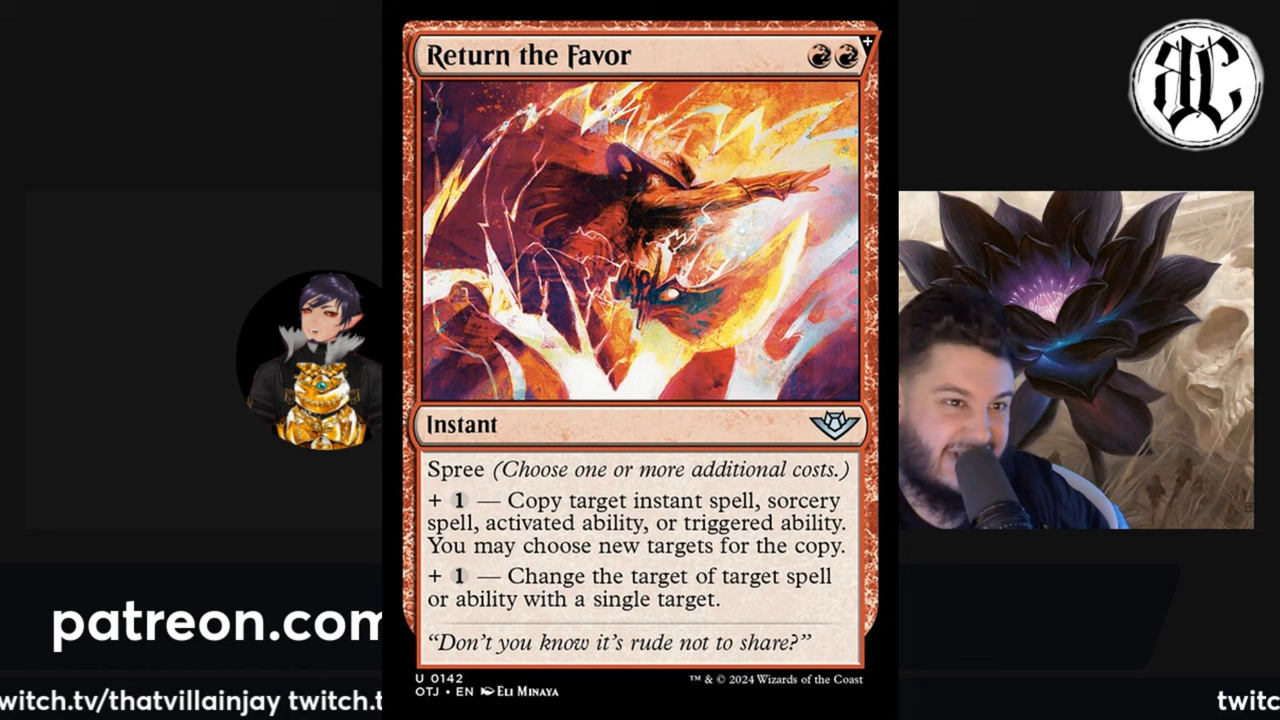 Return the Favor
Instant
Spree (Choose one or more additional costs.)
+ 1 — Copy target instant spell, sorcery
spell, activated ability, or triggered ability.
You may choose new targets for the copy.
+ 1 — Change the target of target spell
or ability with a single target.
“Don’t you know it’s rude not to share?”
U 0142
OTJ • EN Eli Minaya
™ & © 2024 Wizards of the Coast
patreon.com
witch.tv/thatvillainjay twitch.t
twitc